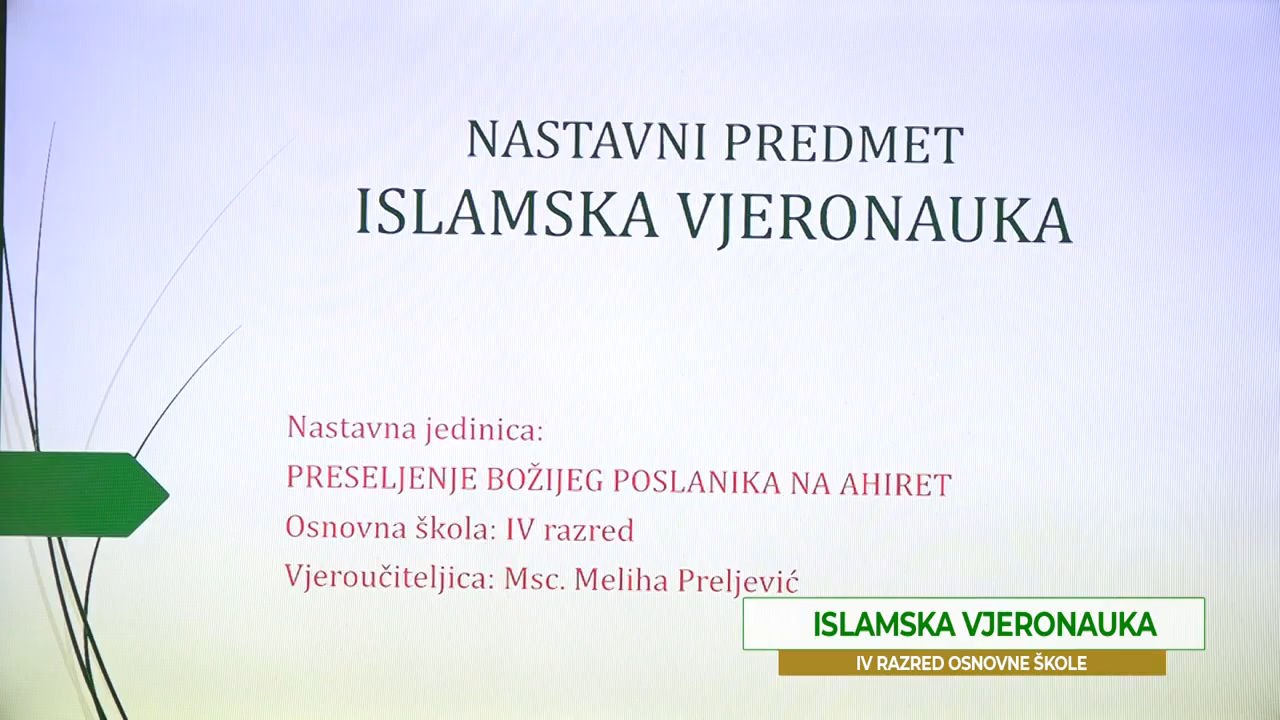 NASTAVNI PREDMET
ISLAMSKA VJERONAUKA
Nastavna jedinica:
PRESELJENJE BOŽIJEG POSLANIKA NA AHIRET
Osnovna škola: IV razred
Vjeroučiteljica: Msc. Meliha Preljević
ISLAMSKA VJERONAUKA
IV RAZRED OSNOVNE ŠKOLE